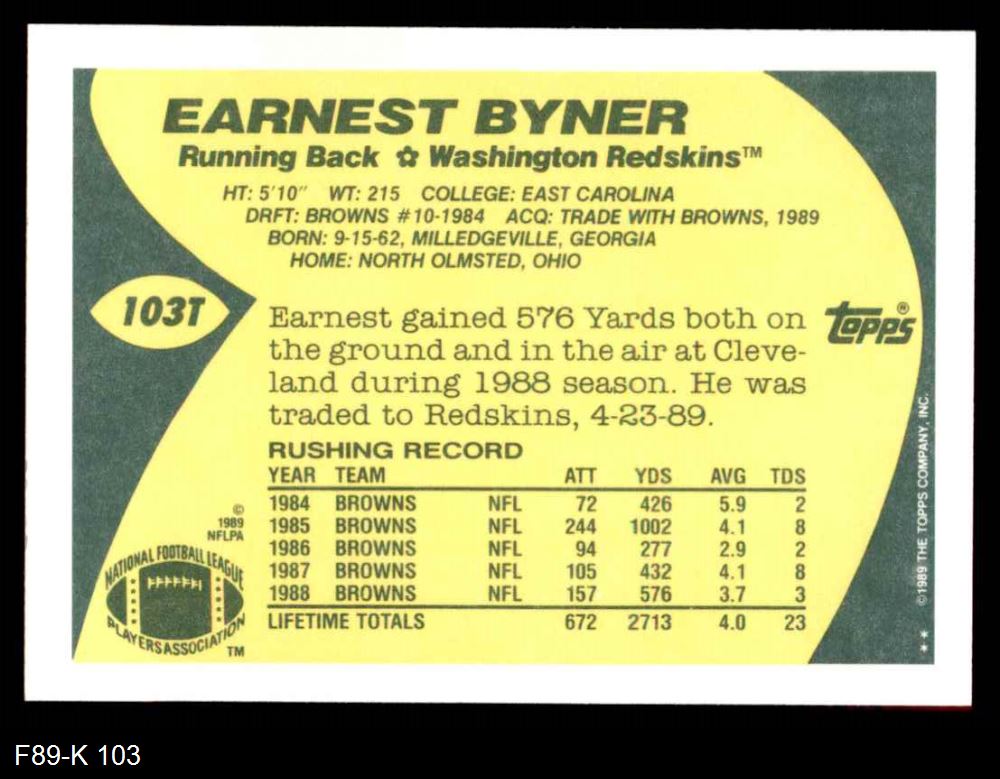 EARNEST BYNER
Running Back ✿ Washington Redskins™
HT: 5'10" WT: 215 COLLEGE: EAST CAROLINA
DRFT: BROWNS #10-1984 ACQ: TRADE WITH BROWNS, 1989
BORN: 9-15-62, MILLEDGEVILLE, GEORGIA
HOME: NORTH OLMSTED, OHIO
103T
Earnest gained 576 Yards both on
the ground and in the air at Cleve-
land during 1988 season. He was
traded to Redskins, 4-23-89.
topps®
RUSHING RECORD
YEAR TEAM ATT YDS AVG TDS
1984 BROWNS NFL 72 426 5.9 2
1985 BROWNS NFL 244 1002 4.1 8
1986 BROWNS NFL 94 277 2.9 2
1987 BROWNS NFL 105 432 4.1 8
1988 BROWNS NFL 157 576 3.7 3
LIFETIME TOTALS 672 2713 4.0 23
©
1989
NFLPA
NATIONAL FOOTBALL LEAGUE
PLAYERS ASSOCIATION
TM
©1989 THE TOPPS COMPANY, INC.
**
F89-K 103